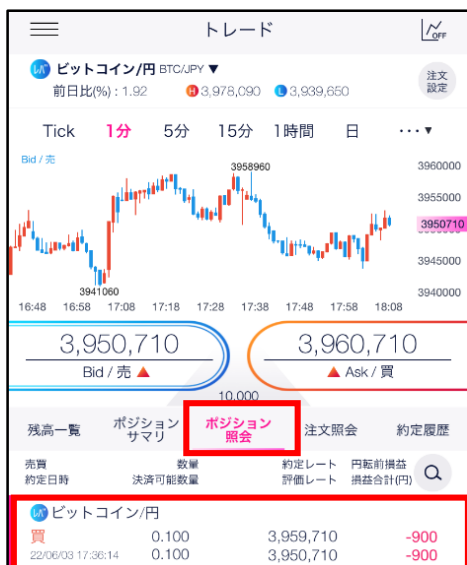 トレード
OFF
レバ ビットコイン/円 BTC/JPY ▼
注文
設定
前日比(%) : 1.92 H 3,978,090 L 3,939,650
Tick 1分 5分 15分 1時間 日 ･･･▼
Bid / 売
3958960
3960000
3955000
3950710
3945000
3941060
3940000
16:48 16:58 17:08 17:18 17:28 17:38 17:48 17:58 18:08
3,950,710 3,960,710
Bid / 売 ▲ ▲ Ask / 買
10,000
残高一覧 ポジション サマリ ポジション 照会 注文照会 約定履歴
売買 数量 約定レート 円転前損益
約定日時 決済可能数量 評価レート 損益合計(円)
レバ ビットコイン/円
買 0.100 3,959,710 -900
22/06/03 17:36:14 0.100 3,950,710 -900